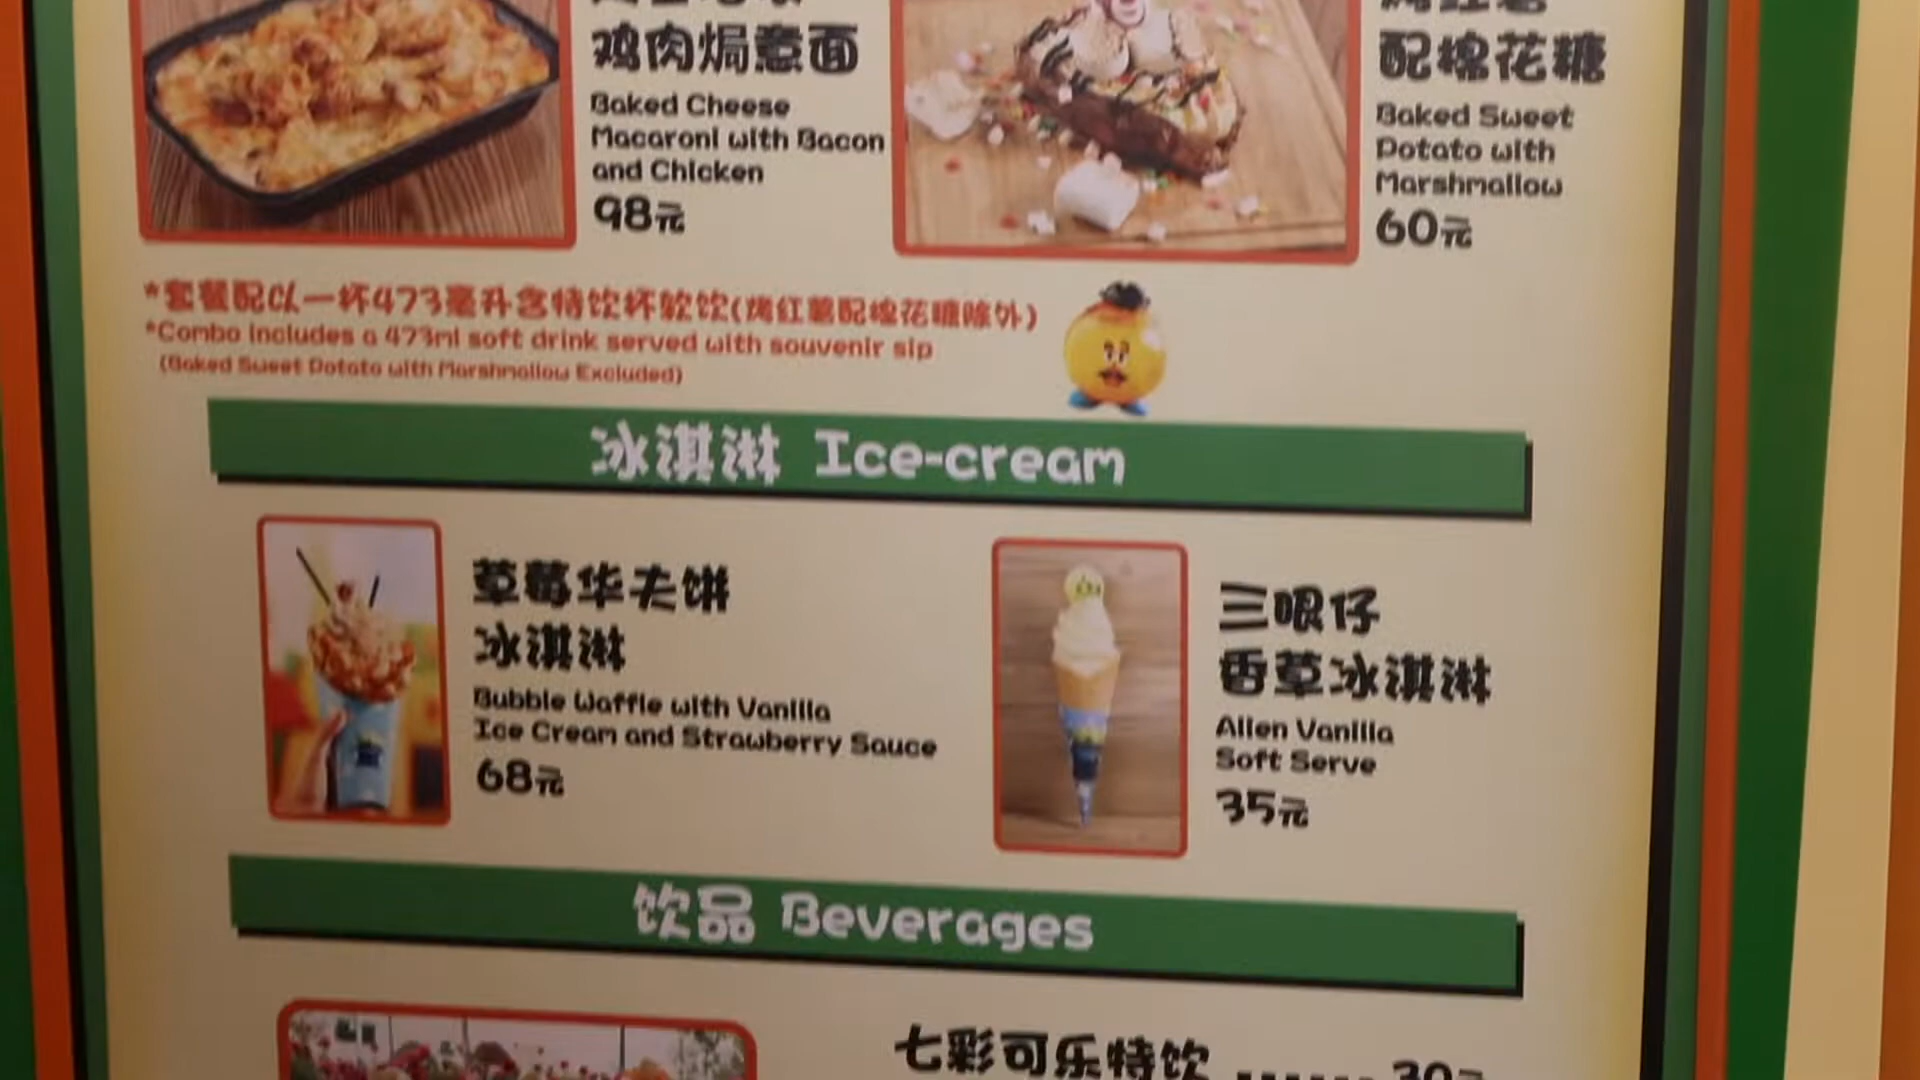 鸡肉焗意面
Baked Cheese
Macaroni with Bacon
and Chicken
98元
配棉花糖
Baked Sweet
Potato with
Marshmallow
60元
*套餐配以一杯473毫升含特饮杯软饮(烤红薯配棉花糖除外)
*Combo includes a 473ml soft drink served with souvenir sip
(Baked Sweet Potato with Marshmallow Excluded)
冰淇淋 Ice-cream
草莓华夫饼
冰淇淋
Bubble Waffle with Vanilla
Ice Cream and Strawberry Sauce
68元
三眼仔
香草冰淇淋
Alien Vanilla
Soft Serve
35元
饮品 Beverages
七彩可乐特饮 ....... 30元